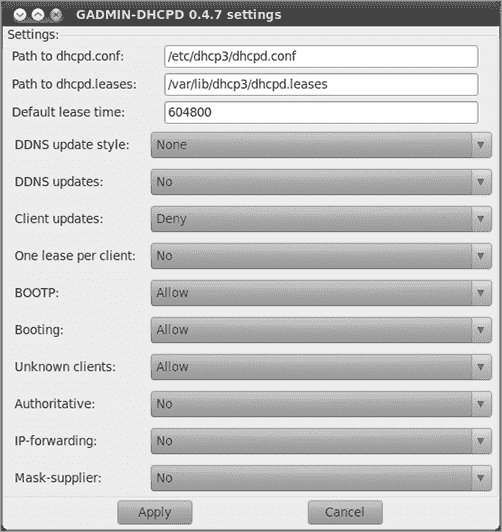 GADMIN-DHCPD 0.4.7 settings
Settings:
Path to dhcpd.conf: /etc/dhcp3/dhcpd.conf
Path to dhcpd.leases: /var/lib/dhcp3/dhcpd.leases
Default lease time: 604800
DDNS update style: None
DDNS updates: No
Client updates: Deny
One lease per client: No
BOOTP: Allow
Booting: Allow
Unknown clients: Allow
Authoritative: No
IP-forwarding: No
Mask-supplier: No
Apply Cancel